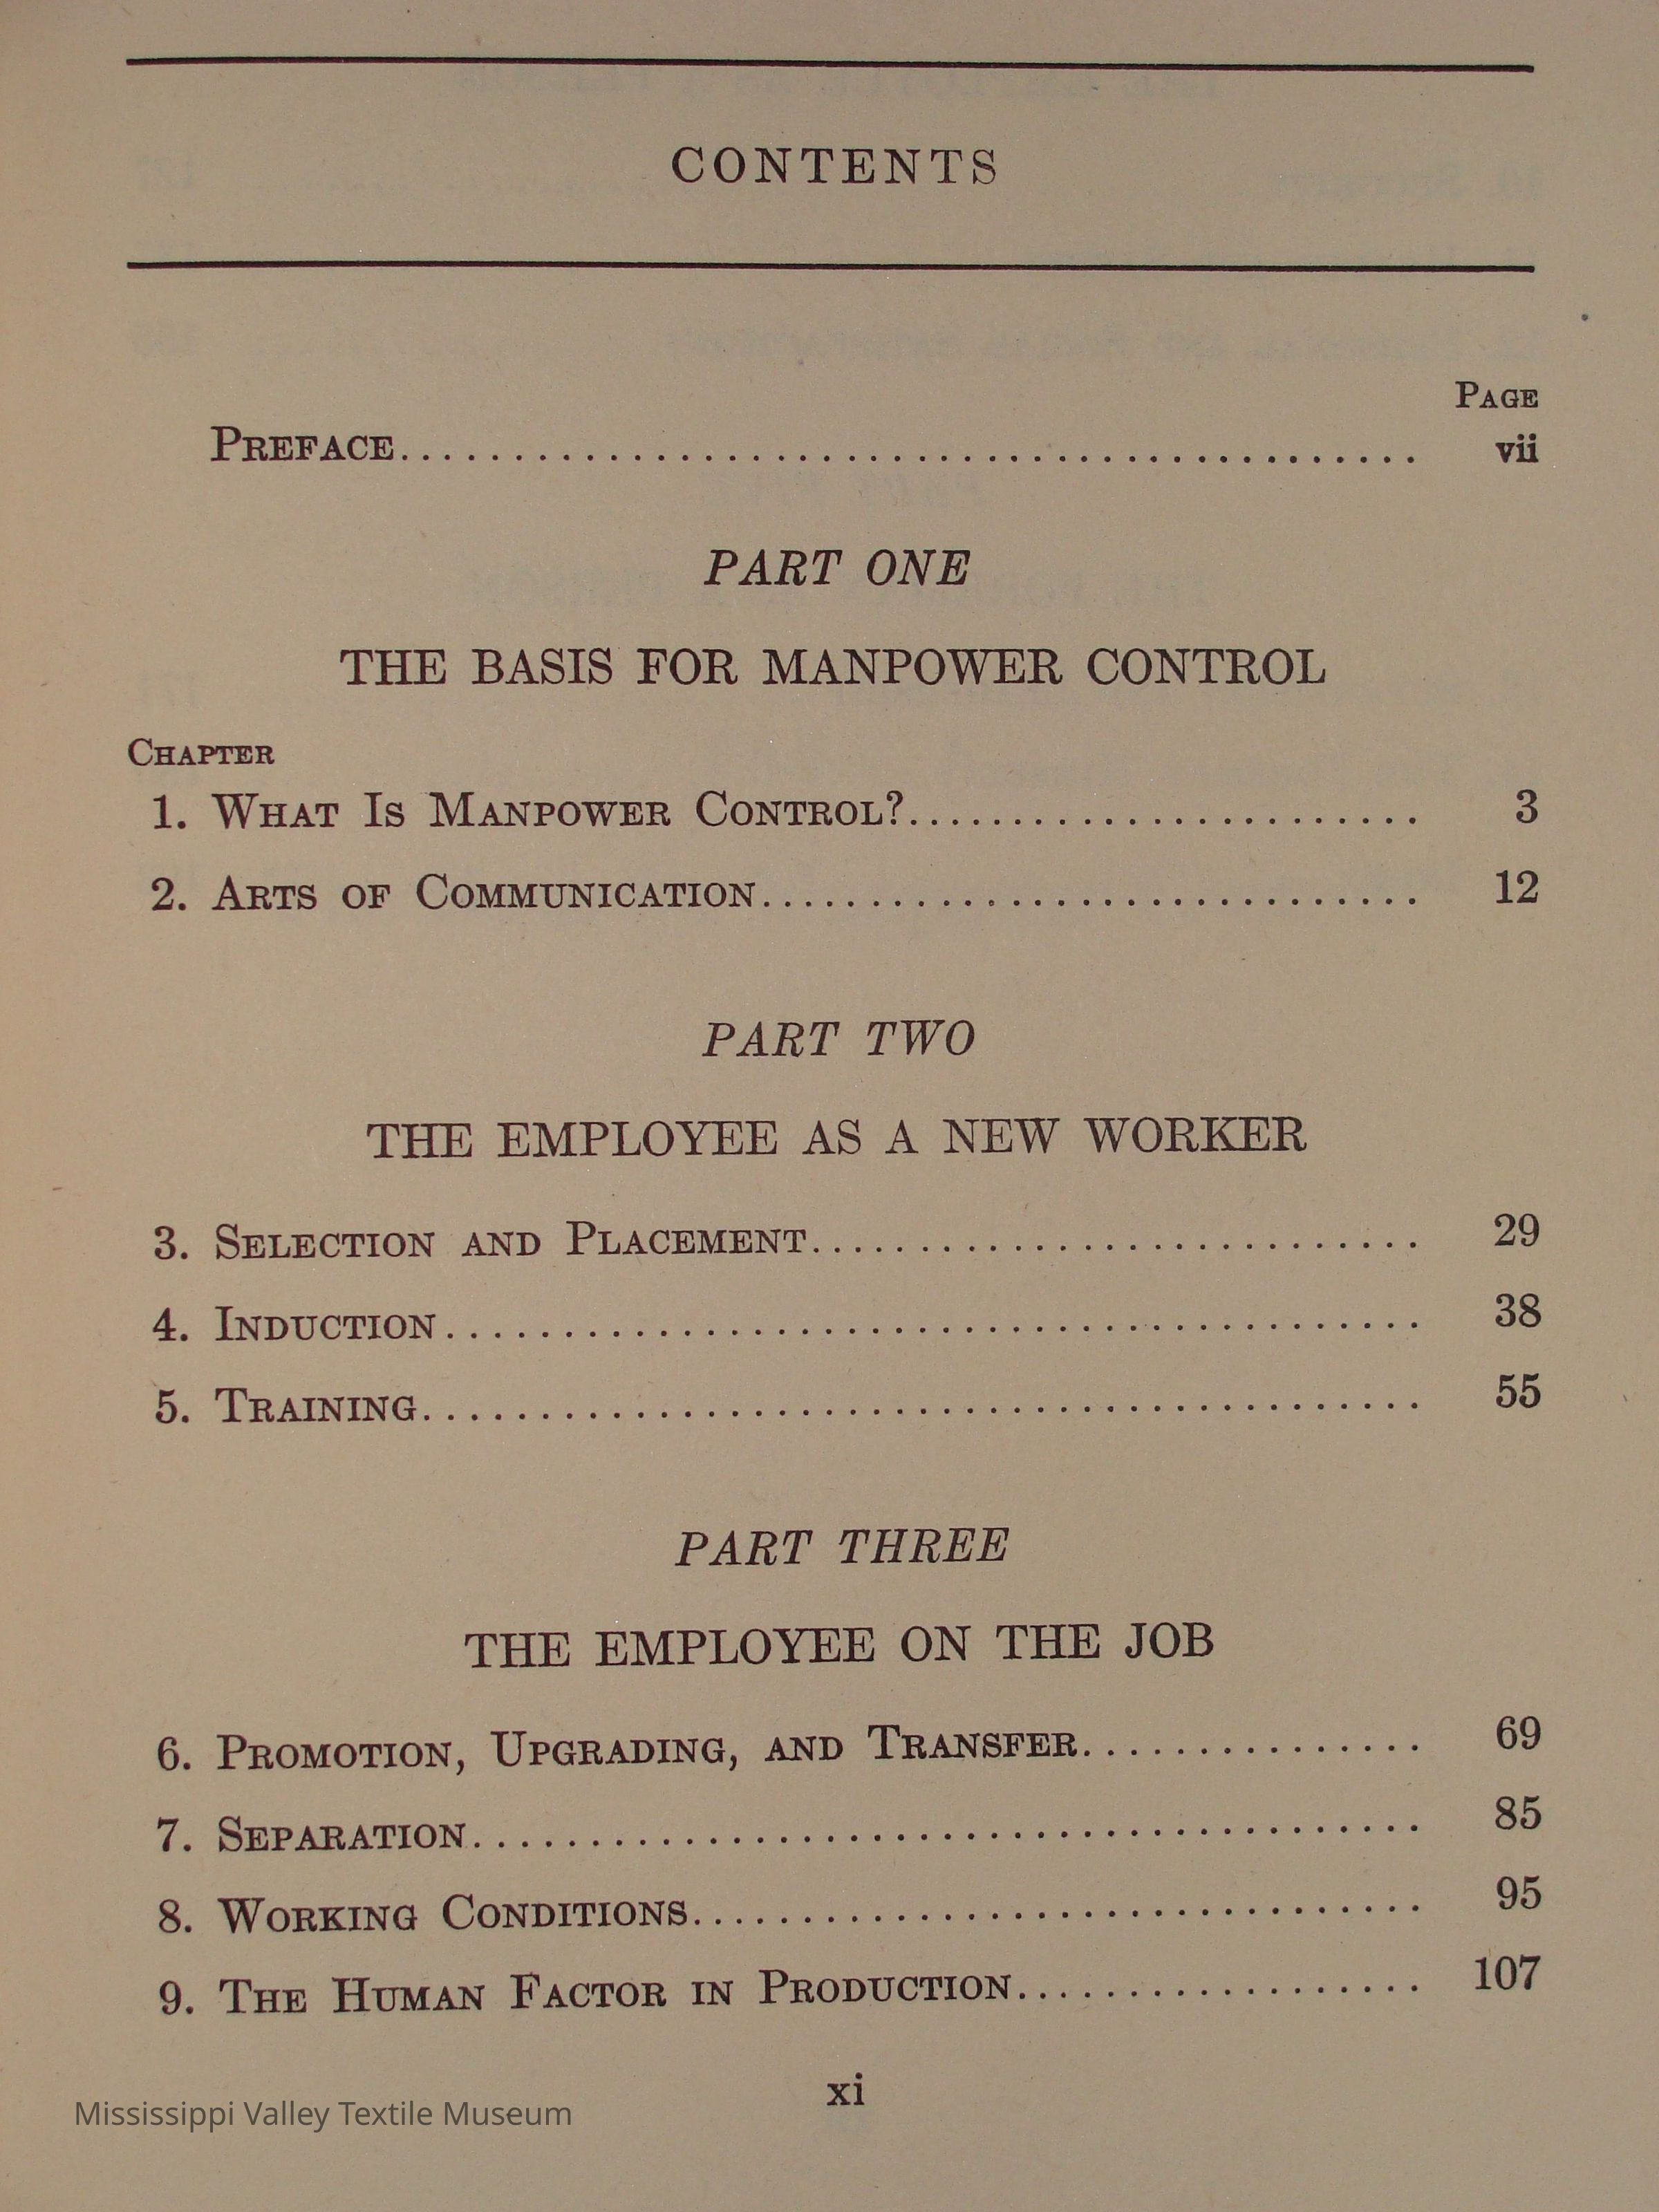 CONTENTS
PAGE
PREFACE........................................... vii
PART ONE
THE BASIS FOR MANPOWER CONTROL
CHAPTER
1. WHAT IS MANPOWER CONTROL?...................... 3
2. ARTS OF COMMUNICATION............................ 12
PART TWO
THE EMPLOYEE AS A NEW WORKER
3. SELECTION AND PLACEMENT.......................... 29
4. INDUCTION.......................................... 38
5. TRAINING........................................... 55
PART THREE
THE EMPLOYEE ON THE JOB
6. PROMOTION, UPGRADING, AND TRANSFER............... 69
7. SEPARATION......................................... 85
8. WORKING CONDITIONS............................... 95
9. THE HUMAN FACTOR IN PRODUCTION.................. 107
xi
Mississippi Valley Textile Museum